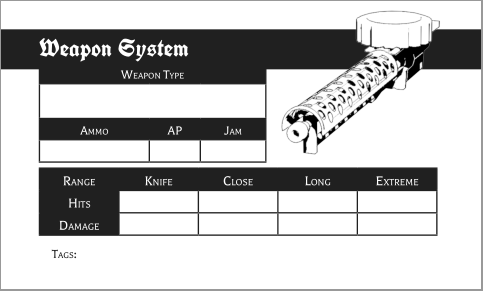 Weapon System
Weapon Type
Ammo AP Jam
Range Knife Close Long Extreme
Hits
Damage
Tags: